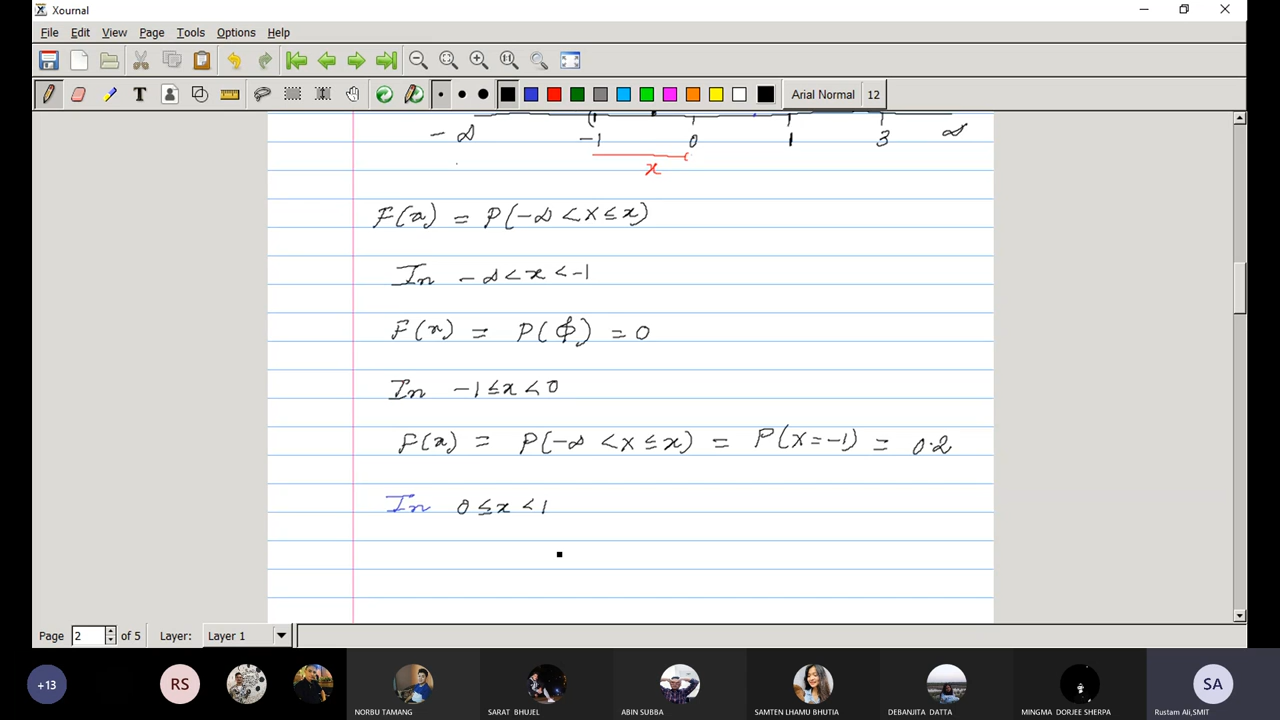 Xournal
File Edit View Page Tools Options Help
Arial Normal 12
-∞ -1 0 1 3 ∞
x
F(x) = P(-∞ < X ≤ x)
In -∞ < x < -1
F(x) = P(ϕ) = 0
In -1 ≤ x < 0
F(x) = P(-∞ < X ≤ x) = P(X = -1) = 0.2
In 0 ≤ x < 1
Page 2 of 5 Layer: Layer 1
+13 RS SA
NORBU TAMANG SARAT BHUJEL ABIN SUBBA SAMTEN LHAMU BHUTIA DEBANJITA DATTA MINGMA DORJEE SHERPA Rustam Ali,SMIT